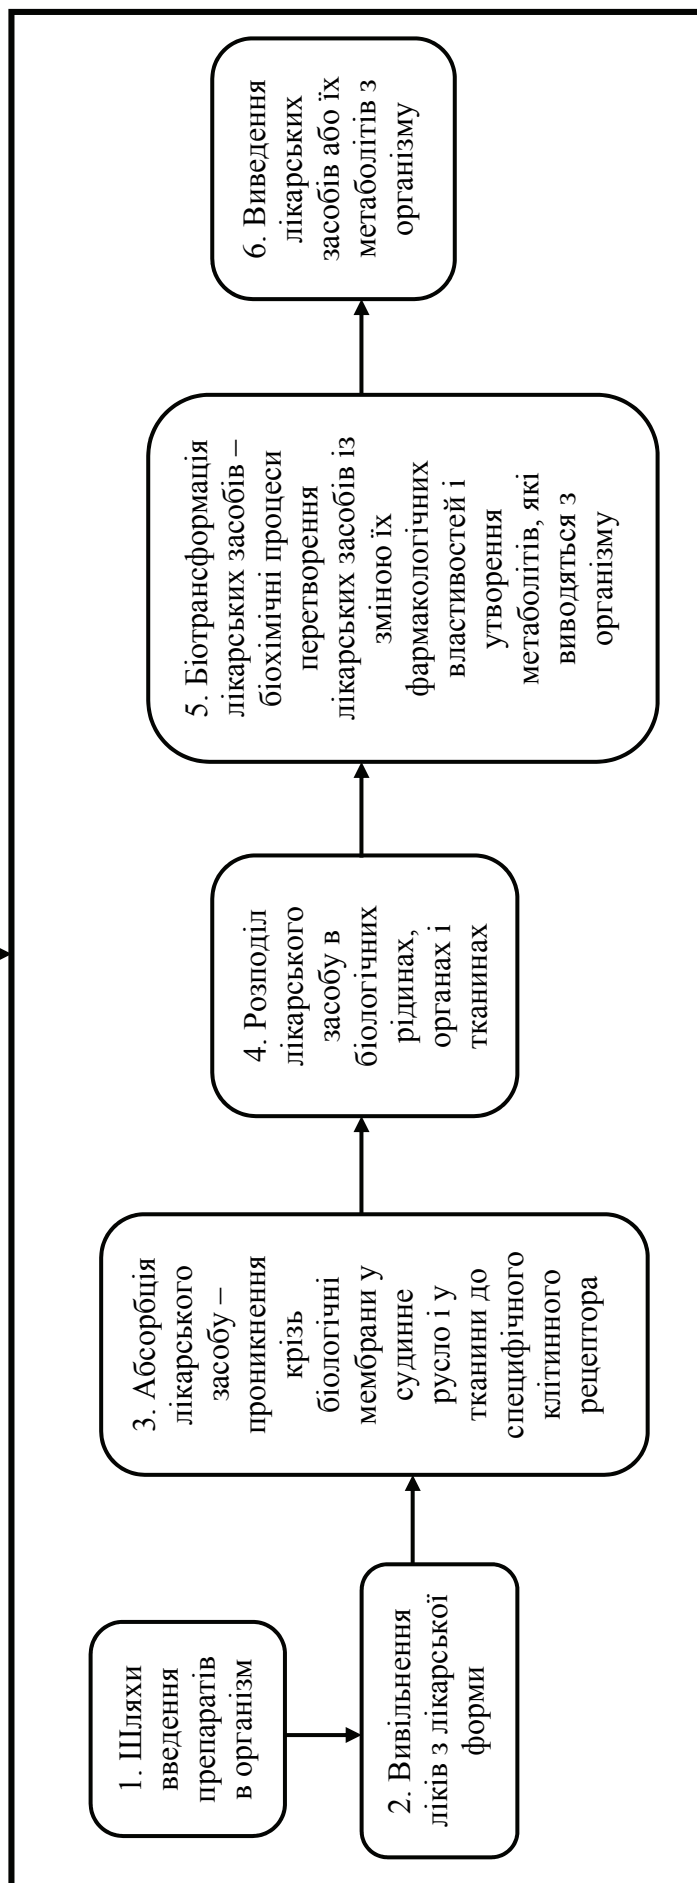 1. Шляхи
введення
препаратів
в організм
2. Вивільнення
ліків з лікарської
форми
3. Абсорбція
лікарського
засобу –
проникнення
крізь
біологічні
мембрани у
судинне
русло і у
тканини до
специфічного
клітинного
рецептора
4. Розподіл
лікарського
засобу в
біологічних
рідинах,
органах і
тканинах
5. Біотрансформація
лікарських засобів –
біохімічні процеси
перетворення
лікарських засобів із
зміною їх
фармакологічних
властивостей і
утворення
метаболітів, які
виводяться з
організму
6. Виведення
лікарських
засобів або їх
метаболітів з
організму